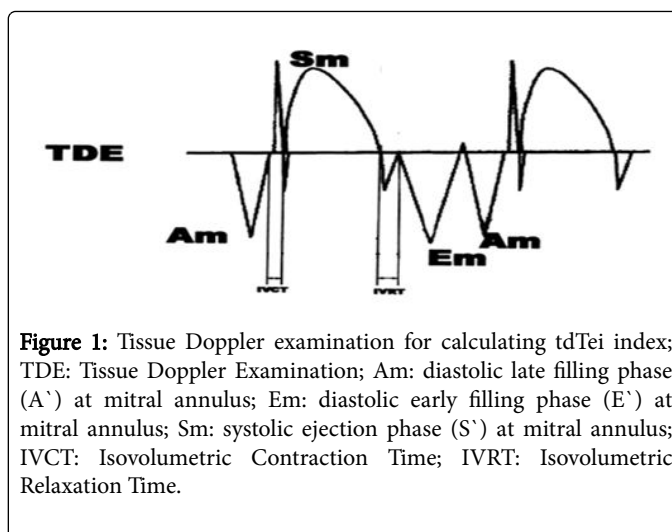 Sm
TDE
Am
Em
Am
IVCT
IVRT
Figure 1: Tissue Doppler examination for calculating tdTei index;
TDE: Tissue Doppler Examination; Am: diastolic late filling phase
(A`) at mitral annulus; Em: diastolic early filling phase (E`) at
mitral annulus; Sm: systolic ejection phase (S`) at mitral annulus;
IVCT: Isovolumetric Contraction Time; IVRT: Isovolumetric
Relaxation Time.